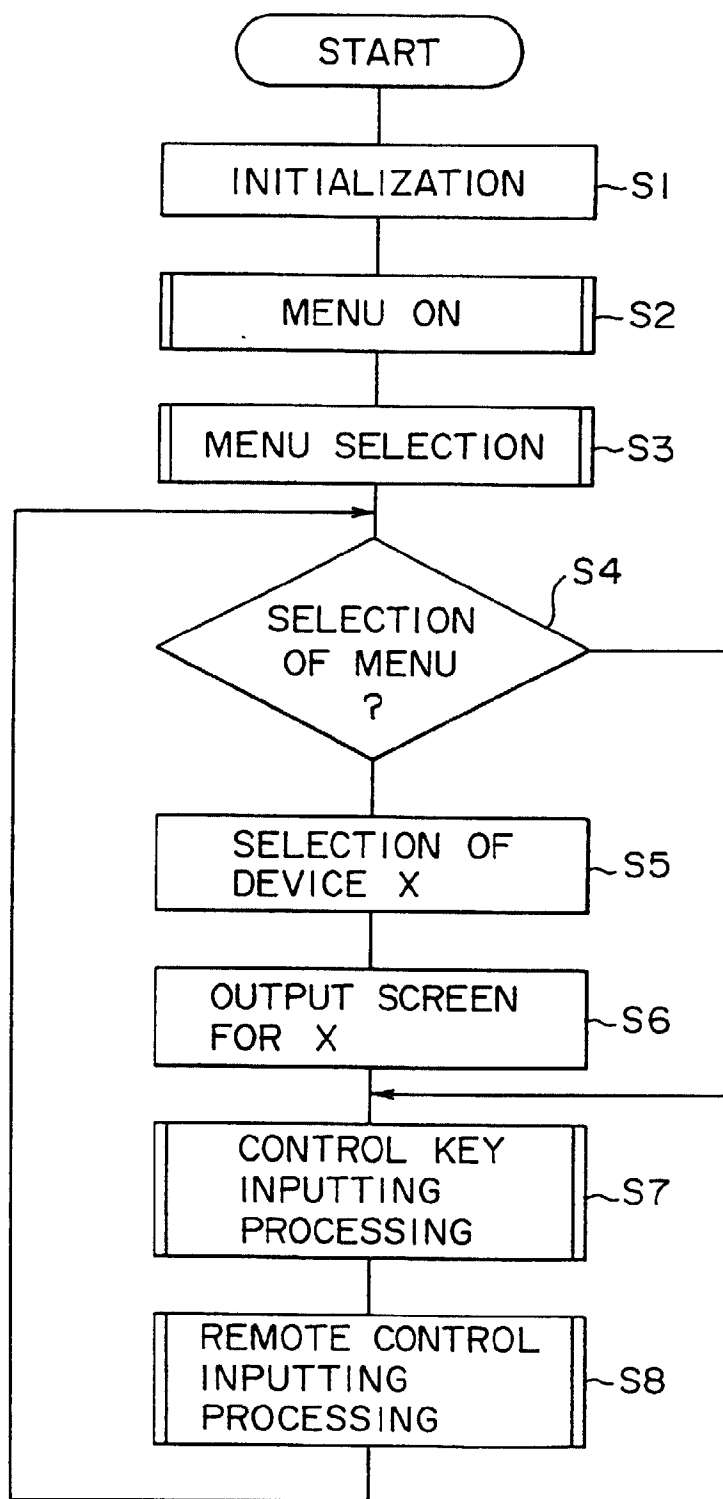 START
INITIALIZATION
S1
MENU ON
S2
MENU SELECTION
S3
S4
SELECTION
OF MENU
?
SELECTION OF
DEVICE X
S5
OUTPUT SCREEN
FOR X
S6
CONTROL KEY
INPUTTING
PROCESSING
S7
REMOTE CONTROL
INPUTTING
PROCESSING
S8